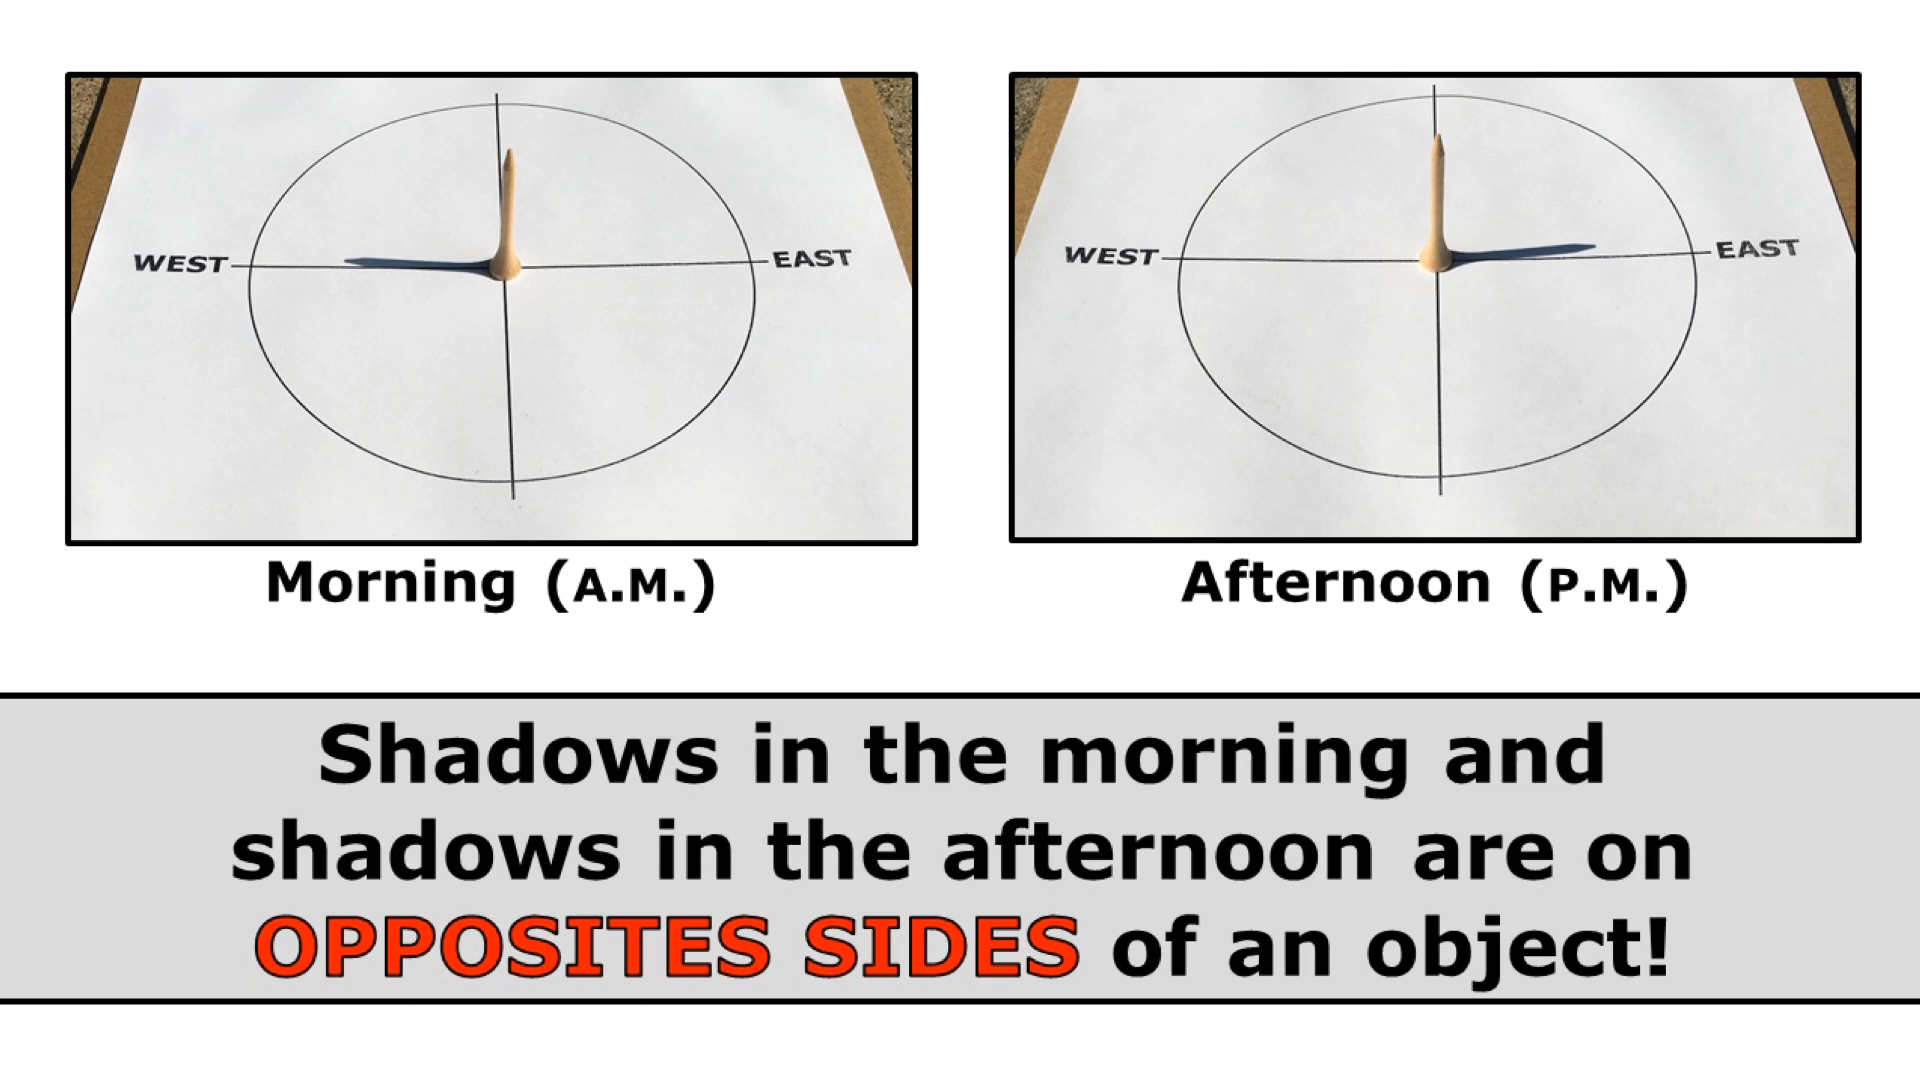 WEST EAST
WEST EAST
Morning (A.M.)
Afternoon (P.M.)
Shadows in the morning and
shadows in the afternoon are on
OPPOSITES SIDES of an object!